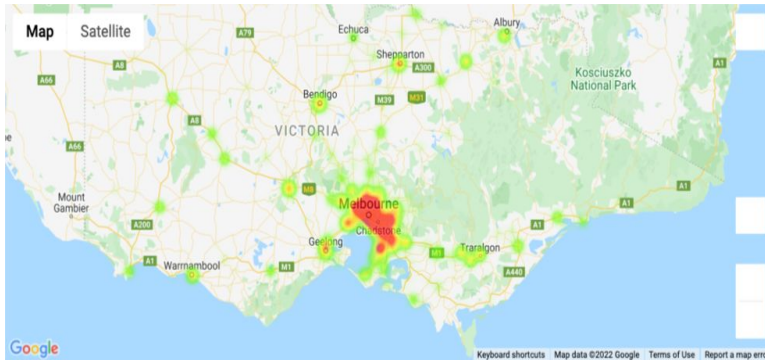 Map
Satellite
Echuca
Albury
A79
A8
Shepparton
A300
A1
A66
Kosciuszko
National Park
Bendigo
M39
M31
A8
VICTORIA
A66
M8
A1
Mount
Gambier
Melbourne
A200
Chadstone
A1
Geelong
M1
Traralgon
A1
Warrnambool
M1
A440
Google
Keyboard shortcuts
Map data ©2022 Google
Terms of Use
Report a map erro